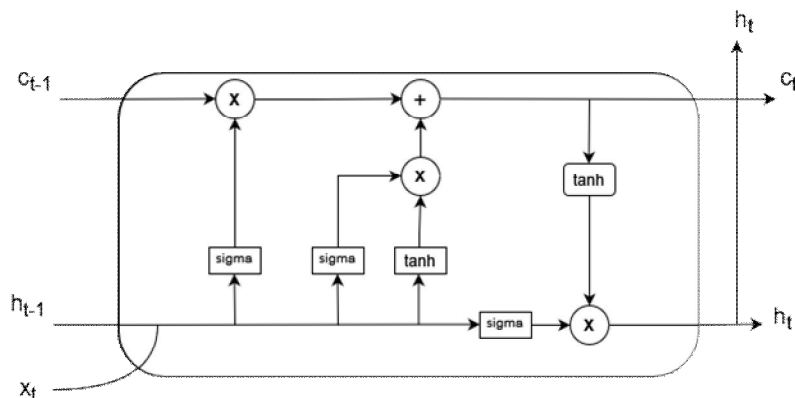 h_t
c_{t-1}
x
+
c_t
x
tanh
sigma
sigma
tanh
h_{t-1}
sigma
x
h_t
x_t